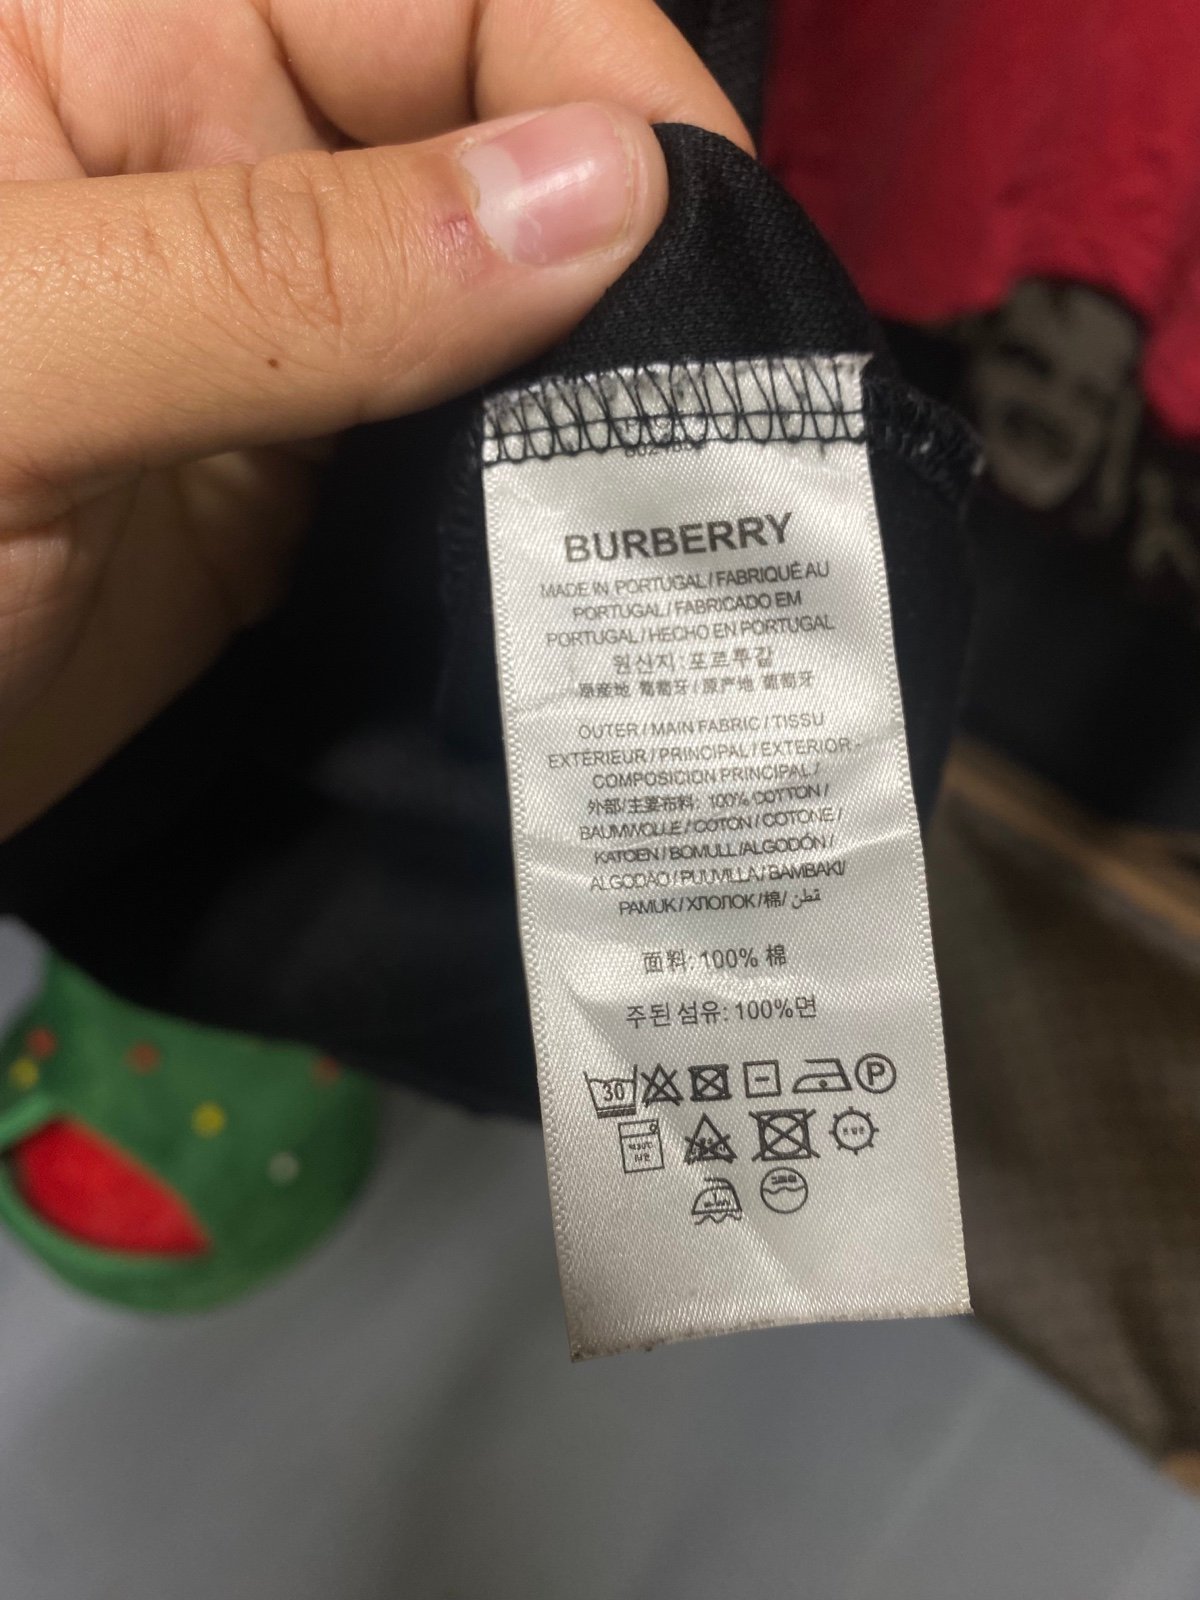 BURBERRY
MADE IN PORTUGAL / FABRIQUÉ AU
PORTUGAL / FABRICADO EM
PORTUGAL / HECHO EN PORTUGAL
원산지: 포르투갈
原産地 葡萄牙 / 原产地 葡萄牙
OUTER / MAIN FABRIC / TISSU
EXTÉRIEUR / PRINCIPAL / EXTERIOR -
COMPOSICION PRINCIPAL /
外部/主要布料: 100% COTTON /
BAUMWOLLE / COTON / COTONE /
KATOEN / BOMULL /ALGODÓN /
ALGODÃO / PUUVILLA / BAMBAKI/
PAMUK / ХЛОПОК /棉/ قطن
面料: 100% 棉
주된 섬유: 100%면
30
P